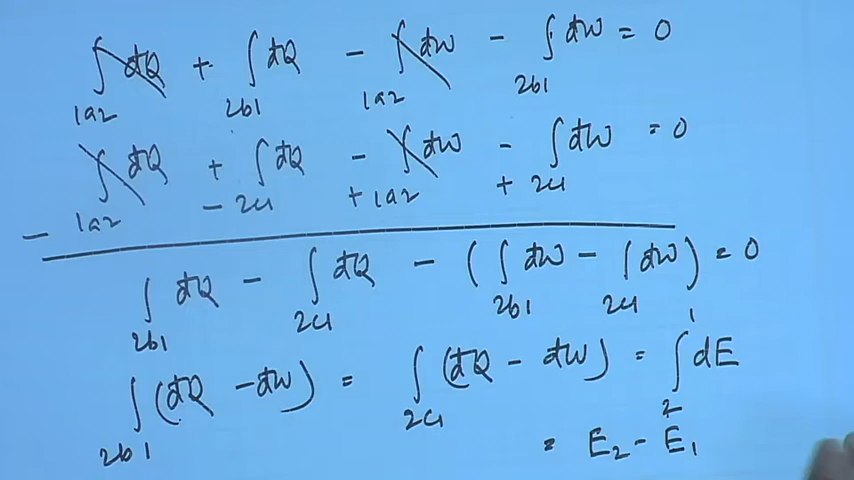 ∫1a2 đQ + ∫2b1 đQ - ∫1a2 đW - ∫2b1 đW = 0
- ∫1a2 đQ + - ∫2c1 đQ - + ∫1a2 đW - + ∫2c1 đW = 0
∫2b1 đQ - ∫2c1 đQ - (∫2b1 đW - ∫2c1 đW) = 0
∫2b1 (đQ - đW) = ∫2c1 (đQ - đW) = ∫2^1 dE
= E2 - E1